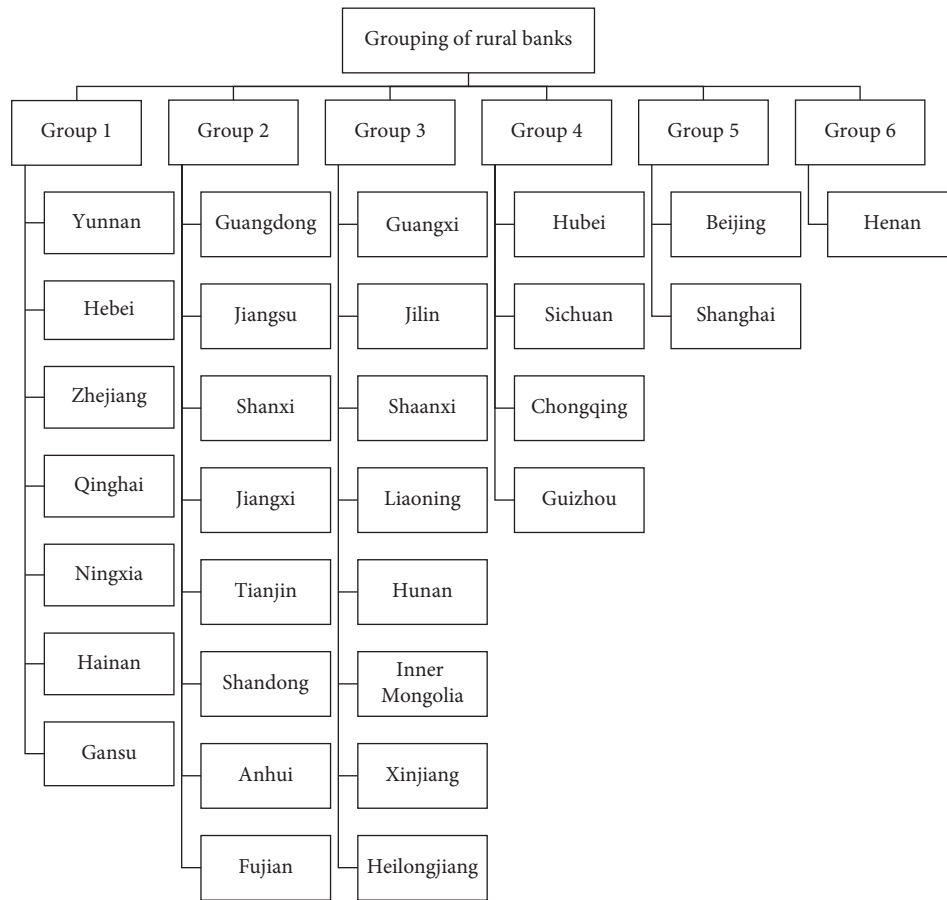 Grouping of rural banks
Group 1
Group 2
Group 3
Group 4
Group 5
Group 6
Yunnan
Hebei
Zhejiang
Qinghai
Ningxia
Hainan
Gansu
Guangdong
Jiangsu
Shanxi
Jiangxi
Tianjin
Shandong
Anhui
Fujian
Guangxi
Jilin
Shaanxi
Liaoning
Hunan
Inner
Mongolia
Xinjiang
Heilongjiang
Hubei
Sichuan
Chongqing
Guizhou
Beijing
Shanghai
Henan